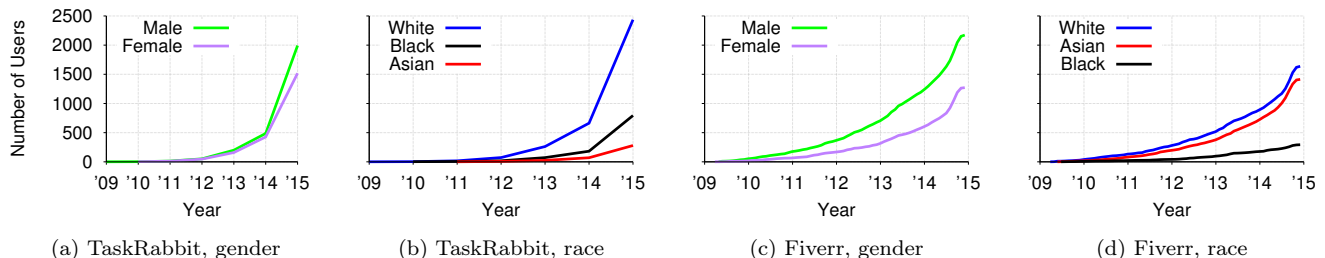 Number of Users
2500
2000
1500
1000
500
0
Male
Female
'09 '10 '11 '12 '13 '14 '15
Year
(a) TaskRabbit, gender
White
Black
Asian
'09 '10 '11 '12 '13 '14 '15
Year
(b) TaskRabbit, race
Male
Female
'09 '10 '11 '12 '13 '14 '15
Year
(c) Fiverr, gender
White
Asian
Black
'09 '10 '11 '12 '13 '14 '15
Year
(d) Fiverr, race